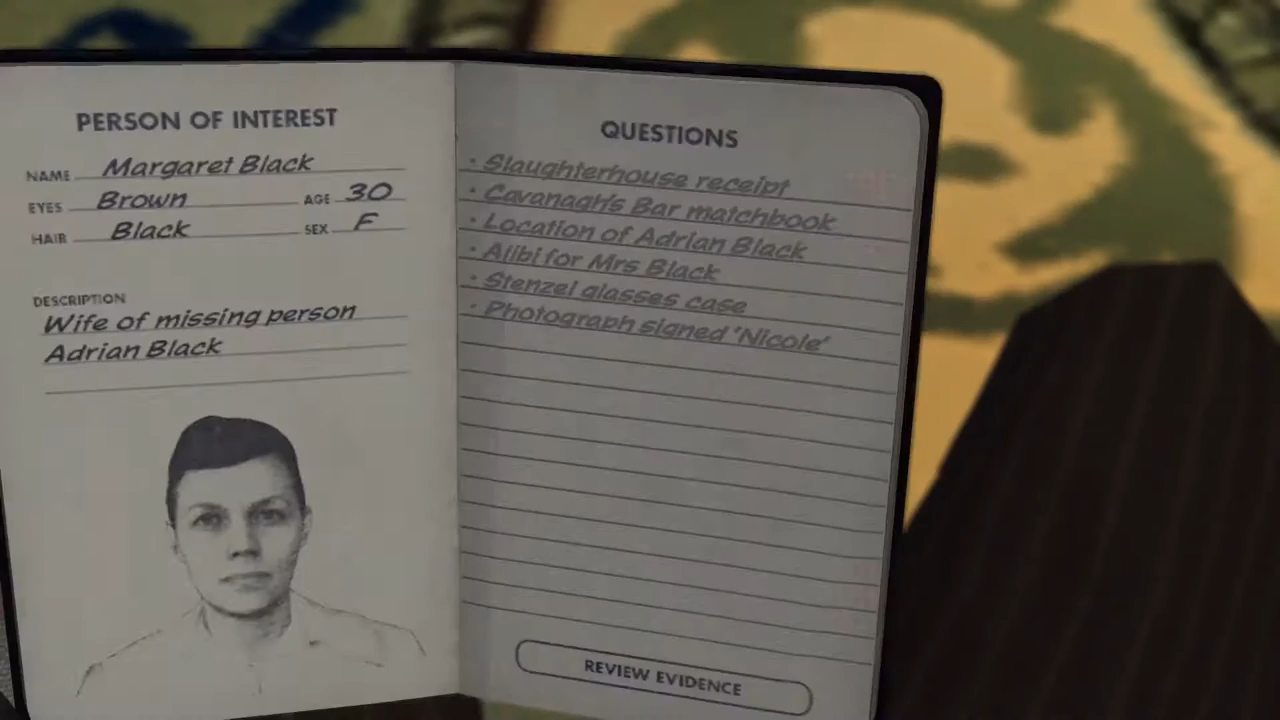 PERSON OF INTEREST
NAME Margaret Black
EYES Brown AGE 30
HAIR Black SEX F
DESCRIPTION
Wife of missing person
Adrian Black
QUESTIONS
· Slaughterhouse receipt
· Cavanagh's Bar matchbook
· Location of Adrian Black
· Alibi for Mrs Black
· Stenzel glasses case
· Photograph signed 'Nicole'
REVIEW EVIDENCE